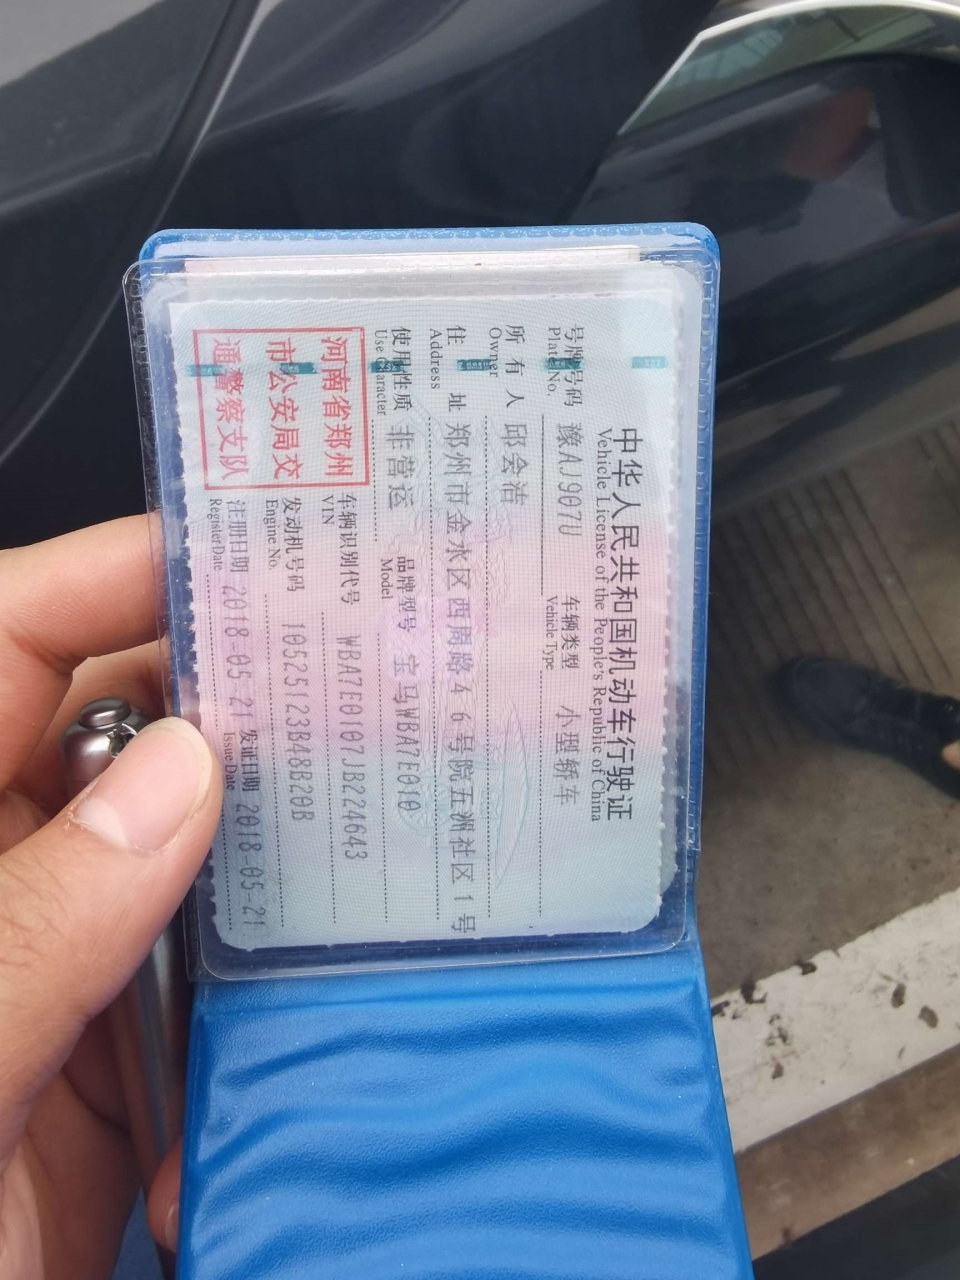 中华人民共和国机动车行驶证
Vehicle License of the People's Republic of China
号牌号码 豫AJ907U 车辆类型 小型轿车
Plate No. Vehicle Type
所有人 邱会洁
Owner
住址 郑州市金水区西周路46号院五洲社区1号
Address
使用性质 非营运 品牌型号 宝马WBA7E010
Use Character Model
河南省郑州
市公安局交
通警察支队
车辆识别代号 WBA7E0107JB224643
VIN
发动机号码 10525123B48B20B
Engine No.
注册日期 2018-05-21 发证日期 2018-05-21
Register Date Issue Date